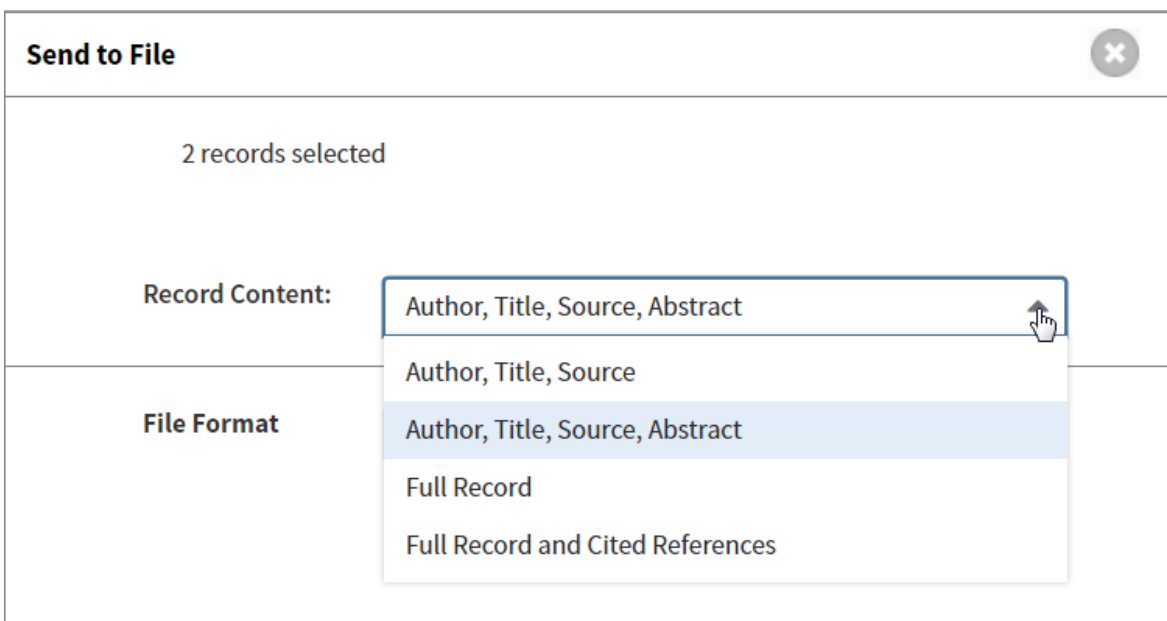 Send to File
2 records selected
Record Content:
Author, Title, Source, Abstract
Author, Title, Source
Author, Title, Source, Abstract
Full Record
Full Record and Cited References
File Format